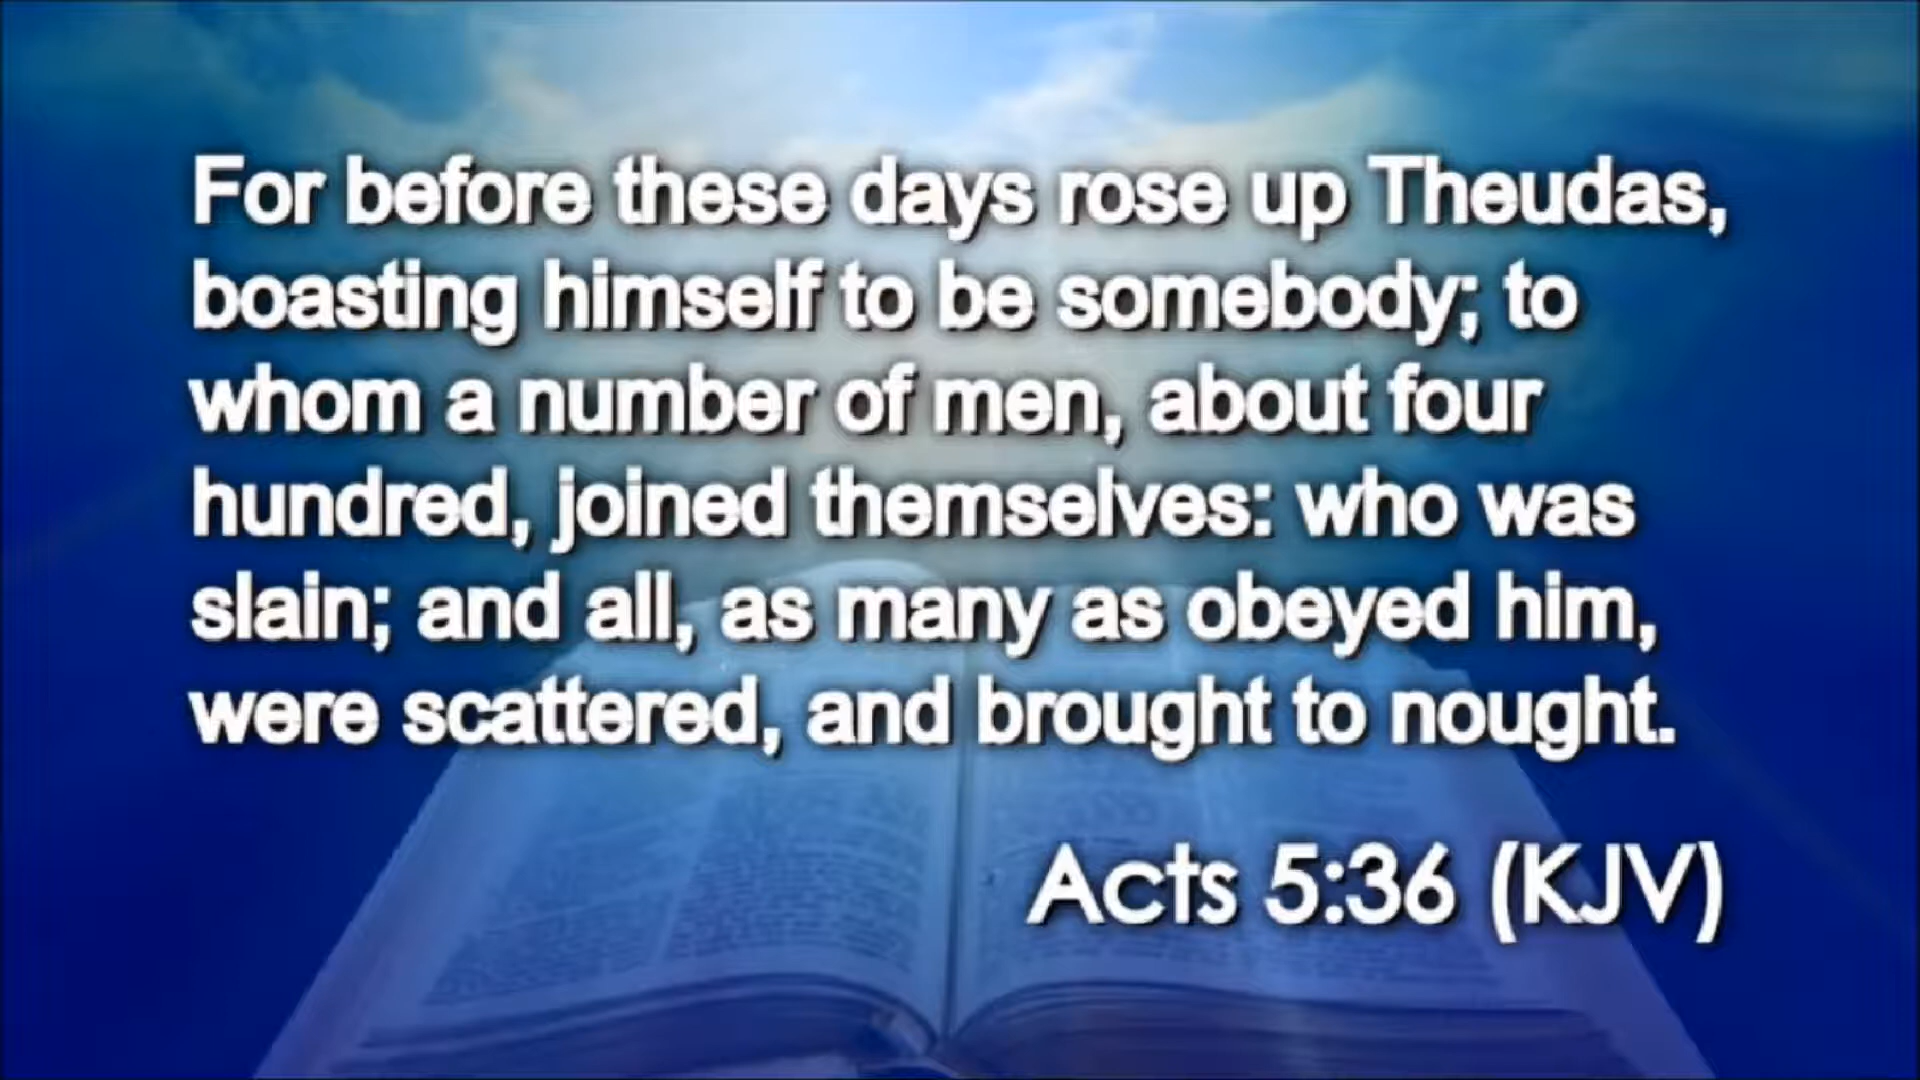 For before these days rose up Theudas,
boasting himself to be somebody; to
whom a number of men, about four
hundred, joined themselves: who was
slain; and all, as many as obeyed him,
were scattered, and brought to nought.
Acts 5:36 (KJV)